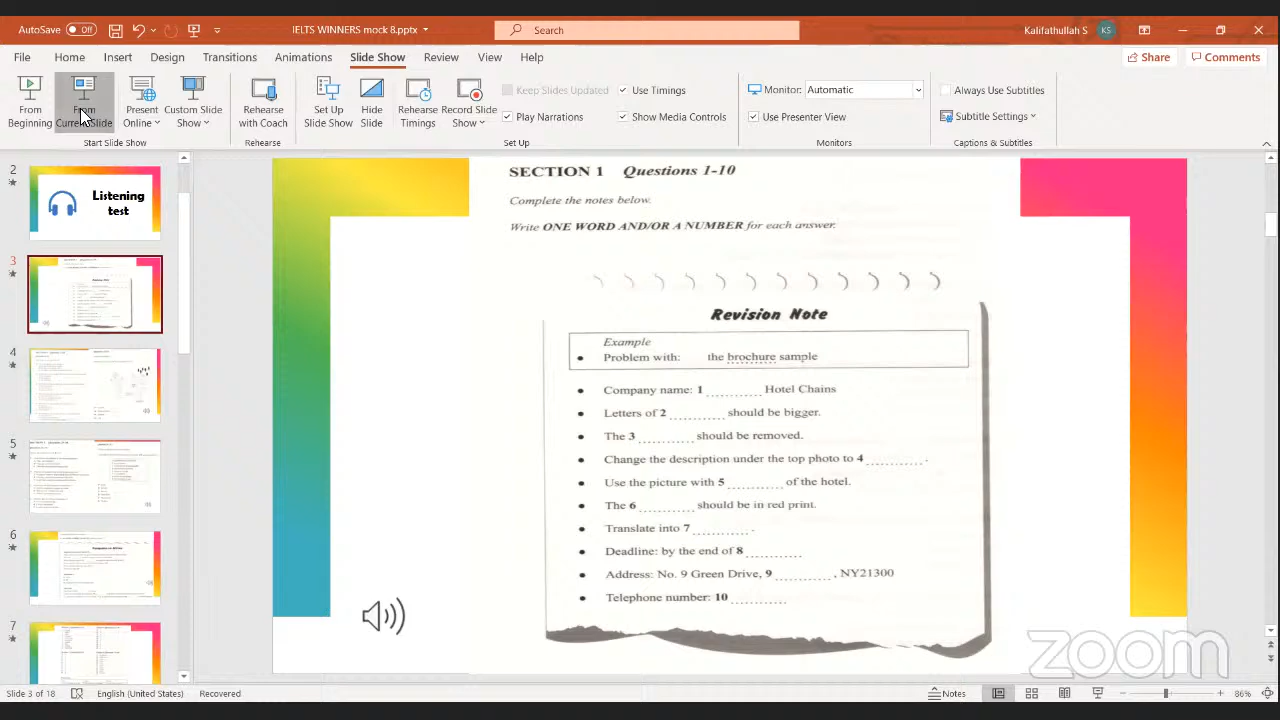 AutoSave Off
IELTS WINNERS mock 8.pptx
Search
Kalifathullah S KS
File Home Insert Design Transitions Animations Slide Show Review View Help
Share Comments
From Beginning
From Current Slide
Present Online
Custom Slide Show
Rehearse with Coach
Set Up Slide Show
Hide Slide
Rehearse Timings
Record Slide Show
Keep Slides Updated
Play Narrations
Use Timings
Show Media Controls
Monitor: Automatic
Use Presenter View
Always Use Subtitles
Subtitle Settings
Start Slide Show Rehearse Set Up Monitors Captions & Subtitles
2
Listening
test
3
4
5
6
7
SECTION 1 Questions 1-10
Complete the notes below.
Write ONE WORD AND/OR A NUMBER for each answer.
Revision Note
Example
• Problem with: the brochure sample
• Company name: 1 .......... Hotel Chains
• Letters of 2 .......... should be bigger.
• The 3 .......... should be removed.
• Change the description under the top photo to 4 ..........
• Use the picture with 5 .......... of the hotel.
• The 6 .......... should be in red print.
• Translate into 7 .......... .
• Deadline: by the end of 8 ..........
• Address: No. 9 Green Drive, 9 .........., NY21300
• Telephone number: 10 ..........
zoom
Slide 3 of 18 English (United States) Recovered
Notes 86%